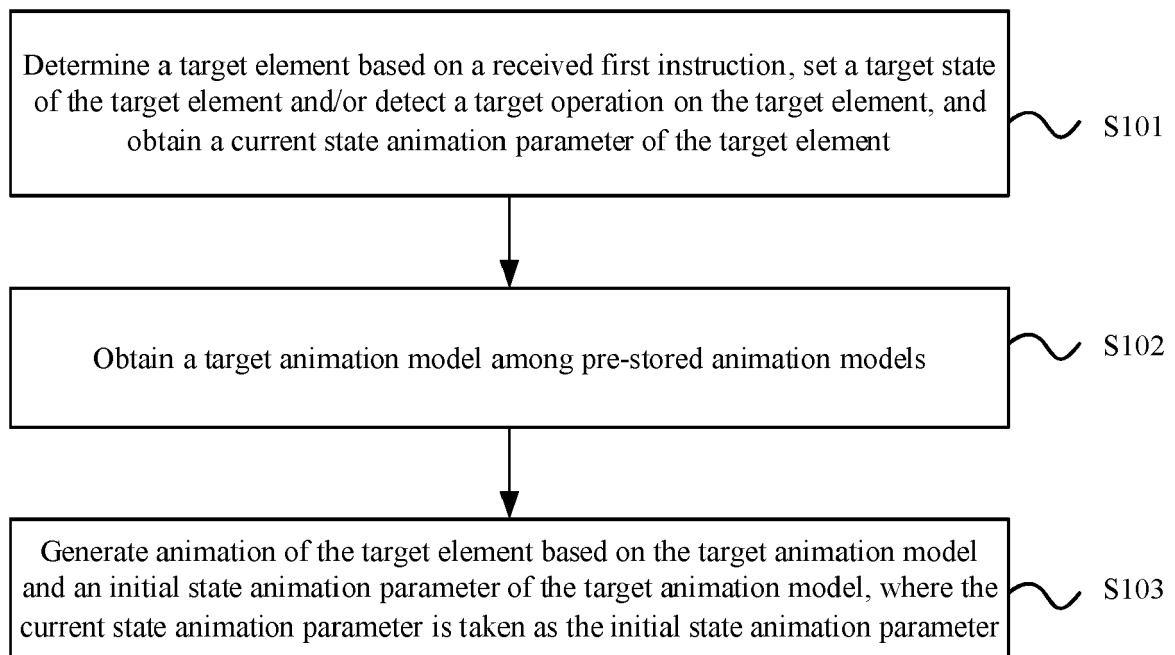 Determine a target element based on a received first instruction, set a target state
of the target element and/or detect a target operation on the target element, and
obtain a current state animation parameter of the target element
S101
Obtain a target animation model among pre-stored animation models
S102
Generate animation of the target element based on the target animation model
and an initial state animation parameter of the target animation model, where the
current state animation parameter is taken as the initial state animation parameter
S103